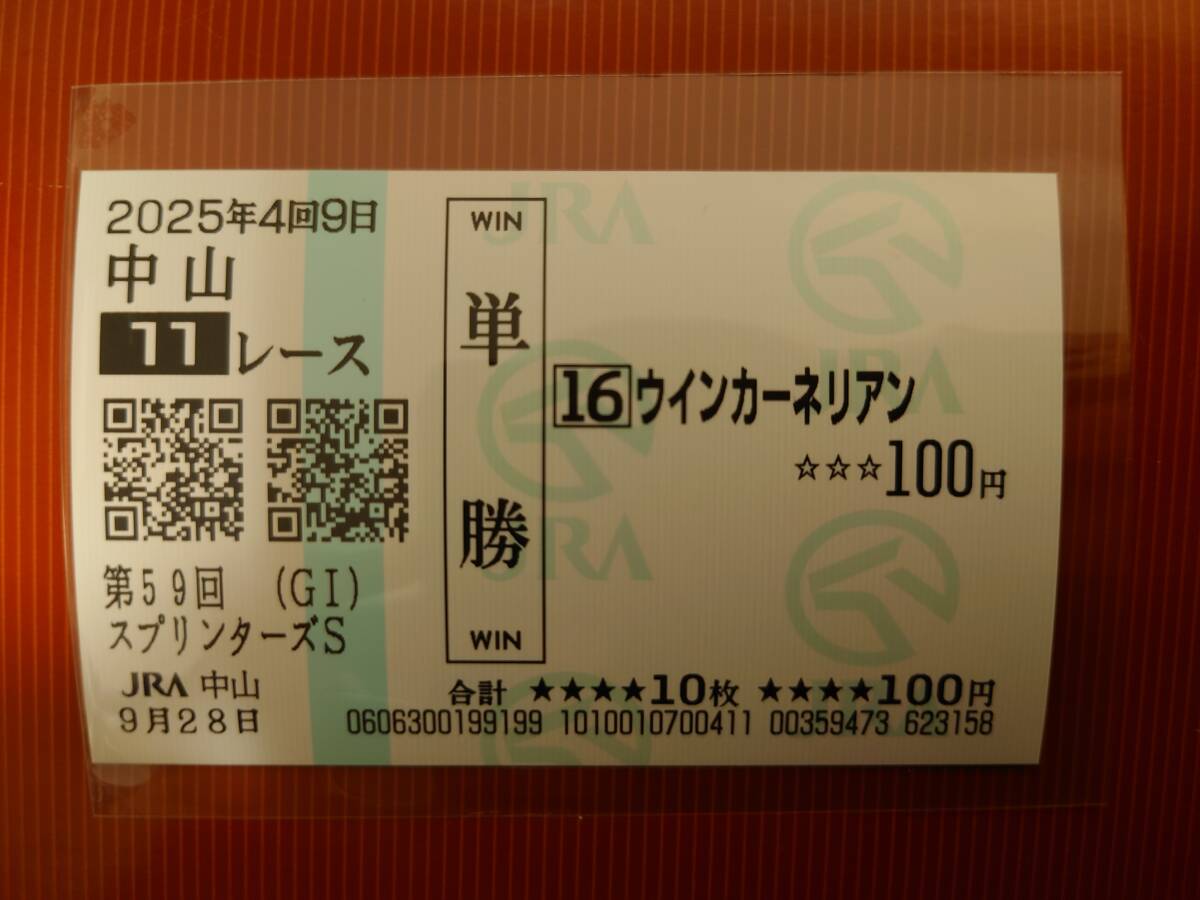 2025年4回9日
中山
11レース
第59回 (GI)
スプリンターズS
JRA 中山
9月28日
WIN
単勝
WIN
16ウインカーネリアン
☆☆☆100円
合計 ★★★★10枚 ★★★★100円
0606300199199 1010010700411 00359473 623158
JRA
JRA
JRA